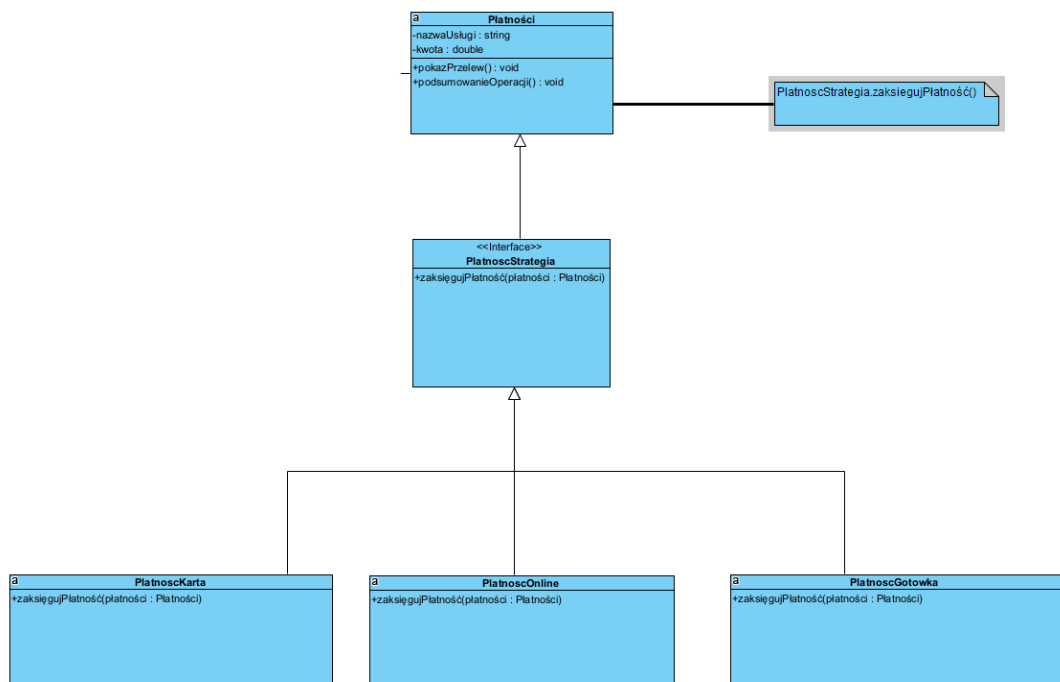 a
Płatności
-nazwaUsługi : string
-kwota : double
+pokazPrzelew() : void
+podsumowanieOperacji() : void
PlatnoscStrategia.zaksiegujPłatność()
<<Interface>>
PlatnoscStrategia
+zaksięgujPłatność(płatności : Płatności)
a
PlatnoscKarta
+zaksięgujPłatność(płatności : Płatności)
a
PlatnoscOnline
+zaksięgujPłatność(płatności : Płatności)
a
PlatnoscGotowka
+zaksięgujPłatność(płatności : Płatności)